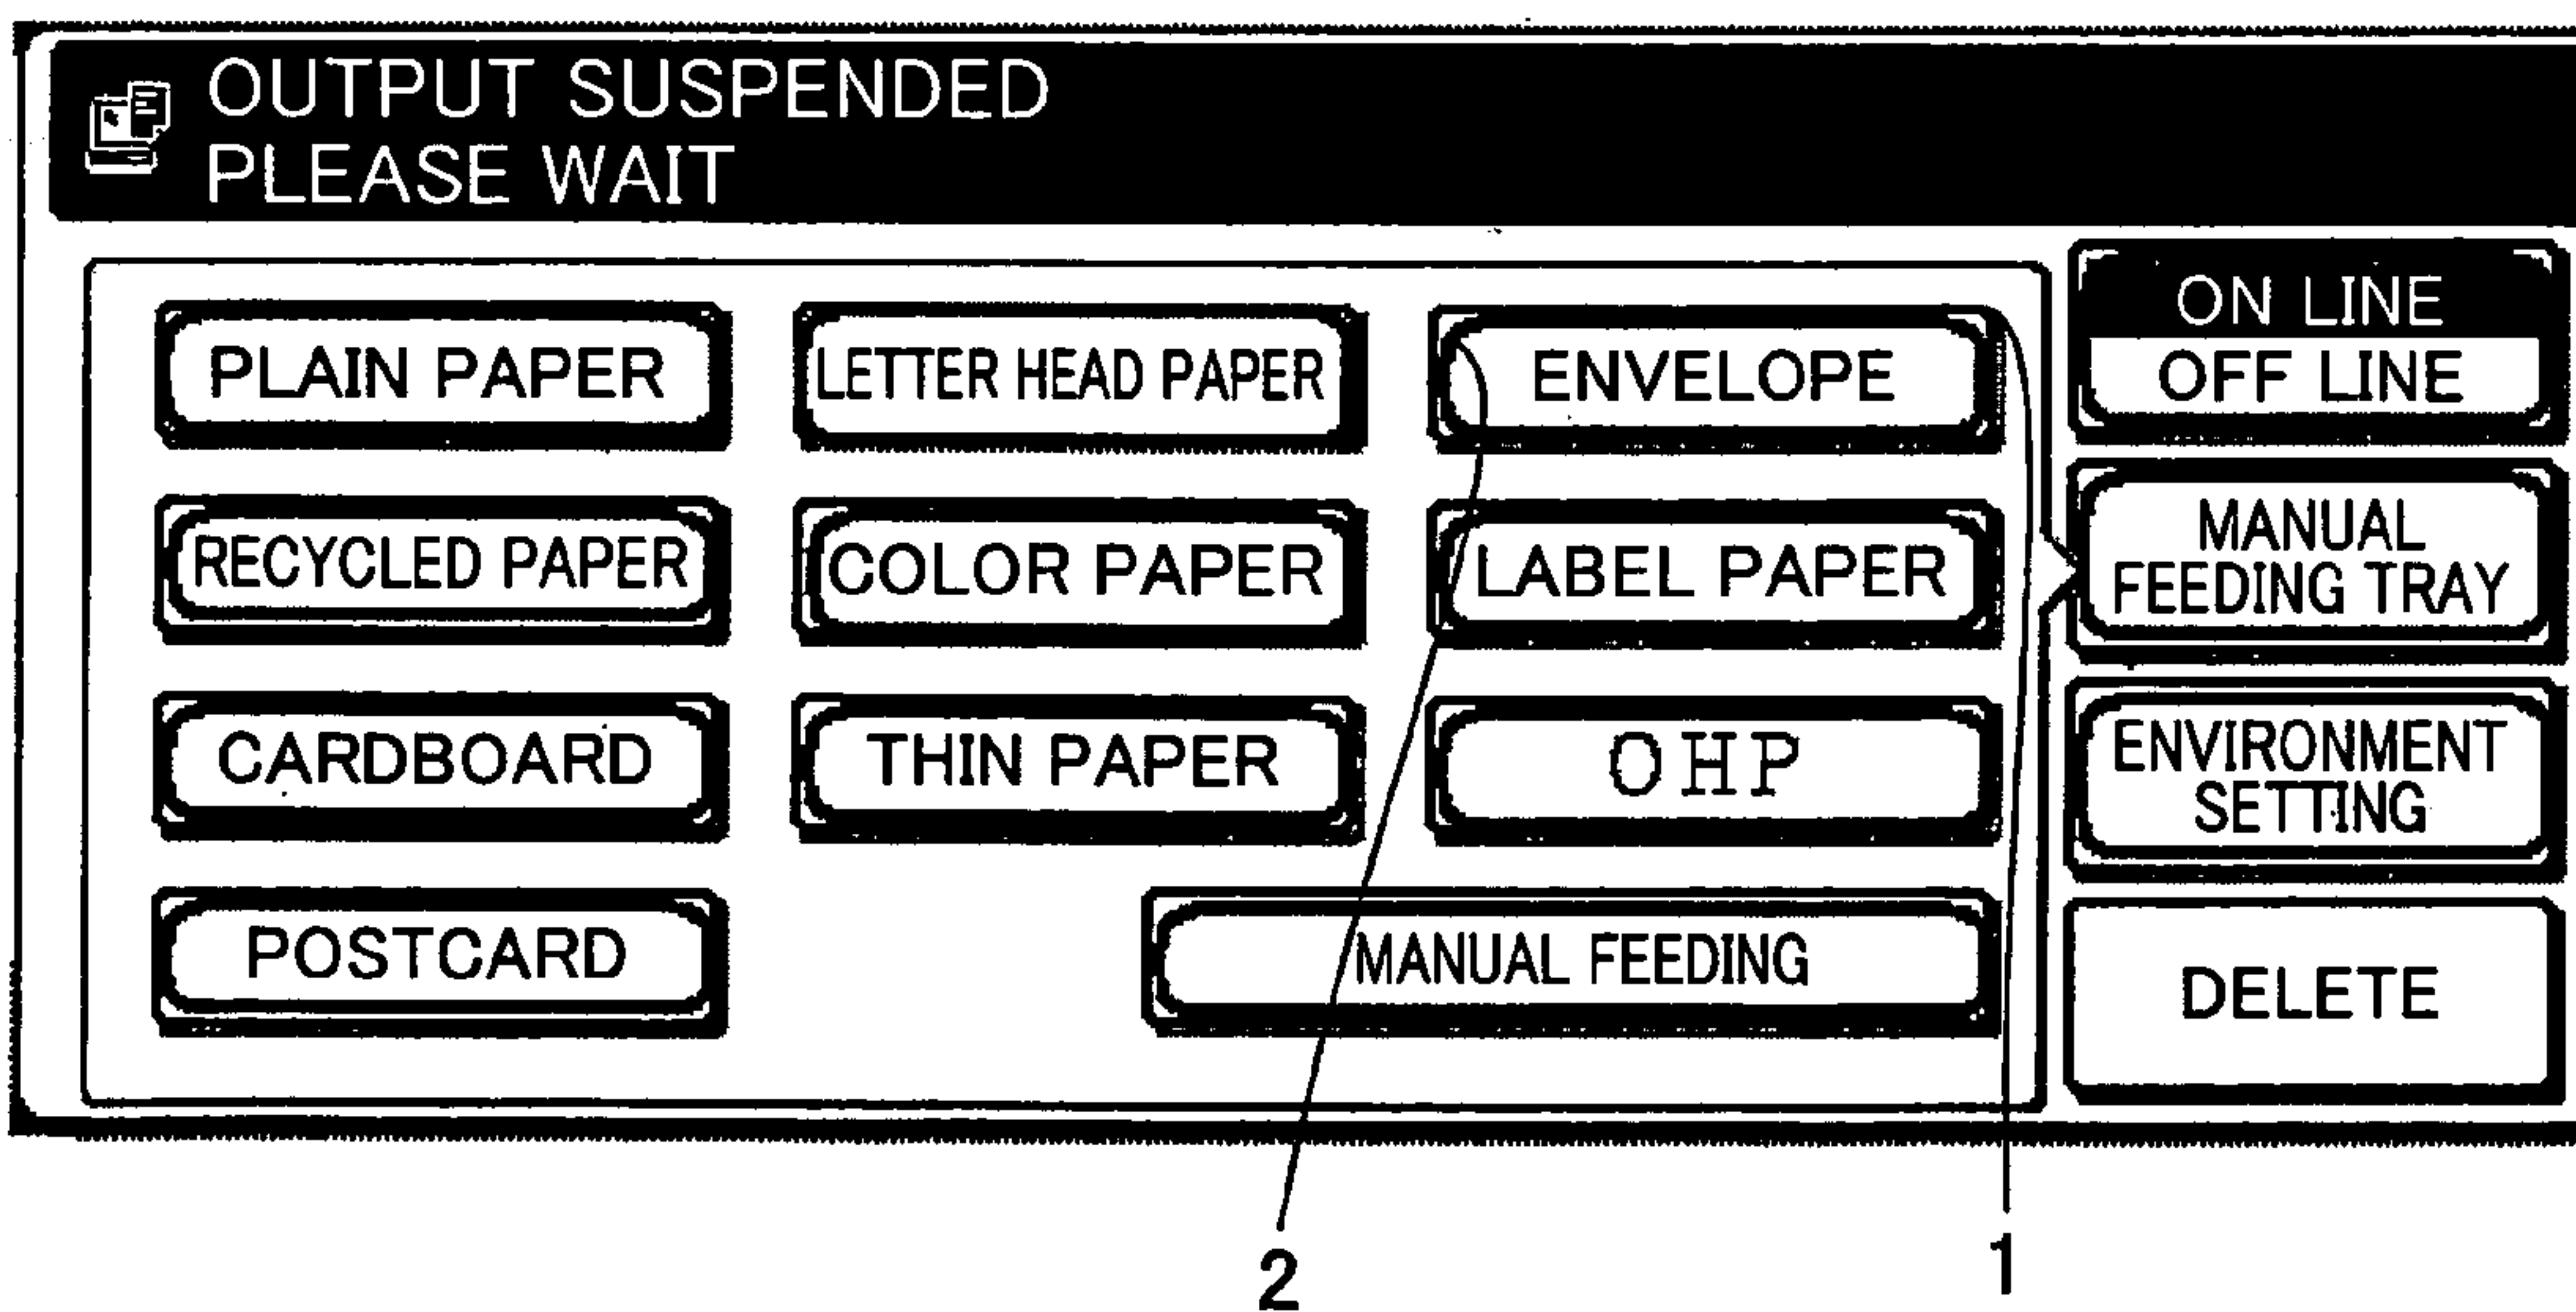 OUTPUT SUSPENDED
PLEASE WAIT
PLAIN PAPER
LETTER HEAD PAPER
ENVELOPE
RECYCLED PAPER
COLOR PAPER
LABEL PAPER
CARDBOARD
THIN PAPER
OHP
POSTCARD
MANUAL FEEDING
ON LINE
OFF LINE
MANUAL
FEEDING TRAY
ENVIRONMENT
SETTING
DELETE
2
1